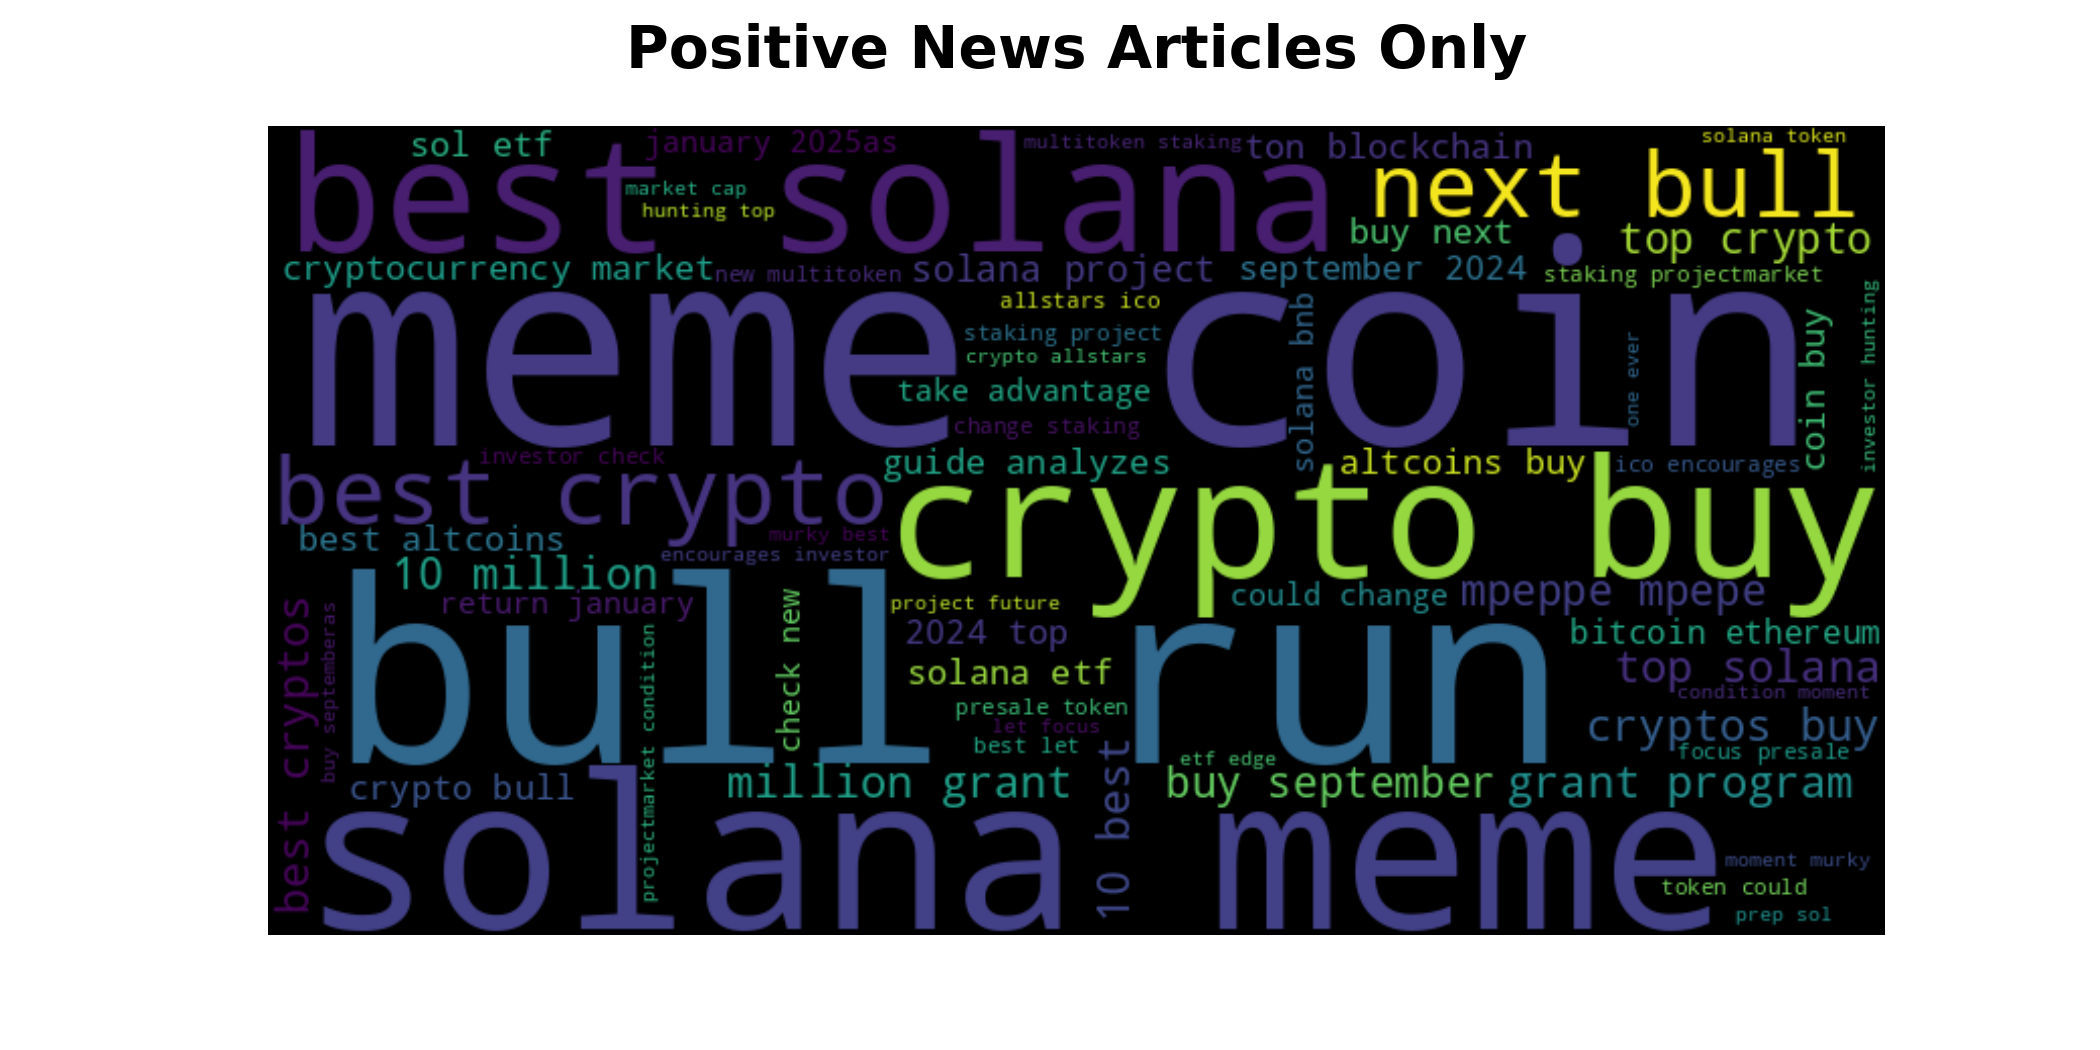 Positive News Articles Only
sol etf
january 2025as
multitoken staking
ton blockchain
solana token
best solana
market cap
hunting top
next bull
buy next
top crypto
cryptocurrency market
new multitoken
solana project
september 2024
staking projectmarket
meme coin
allstars ico
staking project
crypto allstars
take advantage
change staking
solana bnb
one ever
coin buy
investor hunting
investor check
guide analyzes
altcoins buy
ico encourages
best crypto
crypto buy
murky best
best altcoins
encourages investor
10 million
return january
project future
could change
mpeppe mpepe
bull run
check new
2024 top
bitcoin ethereum
solana etf
top solana
condition moment
presale token
let focus
best let
cryptos buy
focus presale
best cryptos
buy septemberas
projectmarket condition
etf edge
crypto bull
million grant
10 best
buy september
grant program
solana meme
moment murky
token could
prep sol